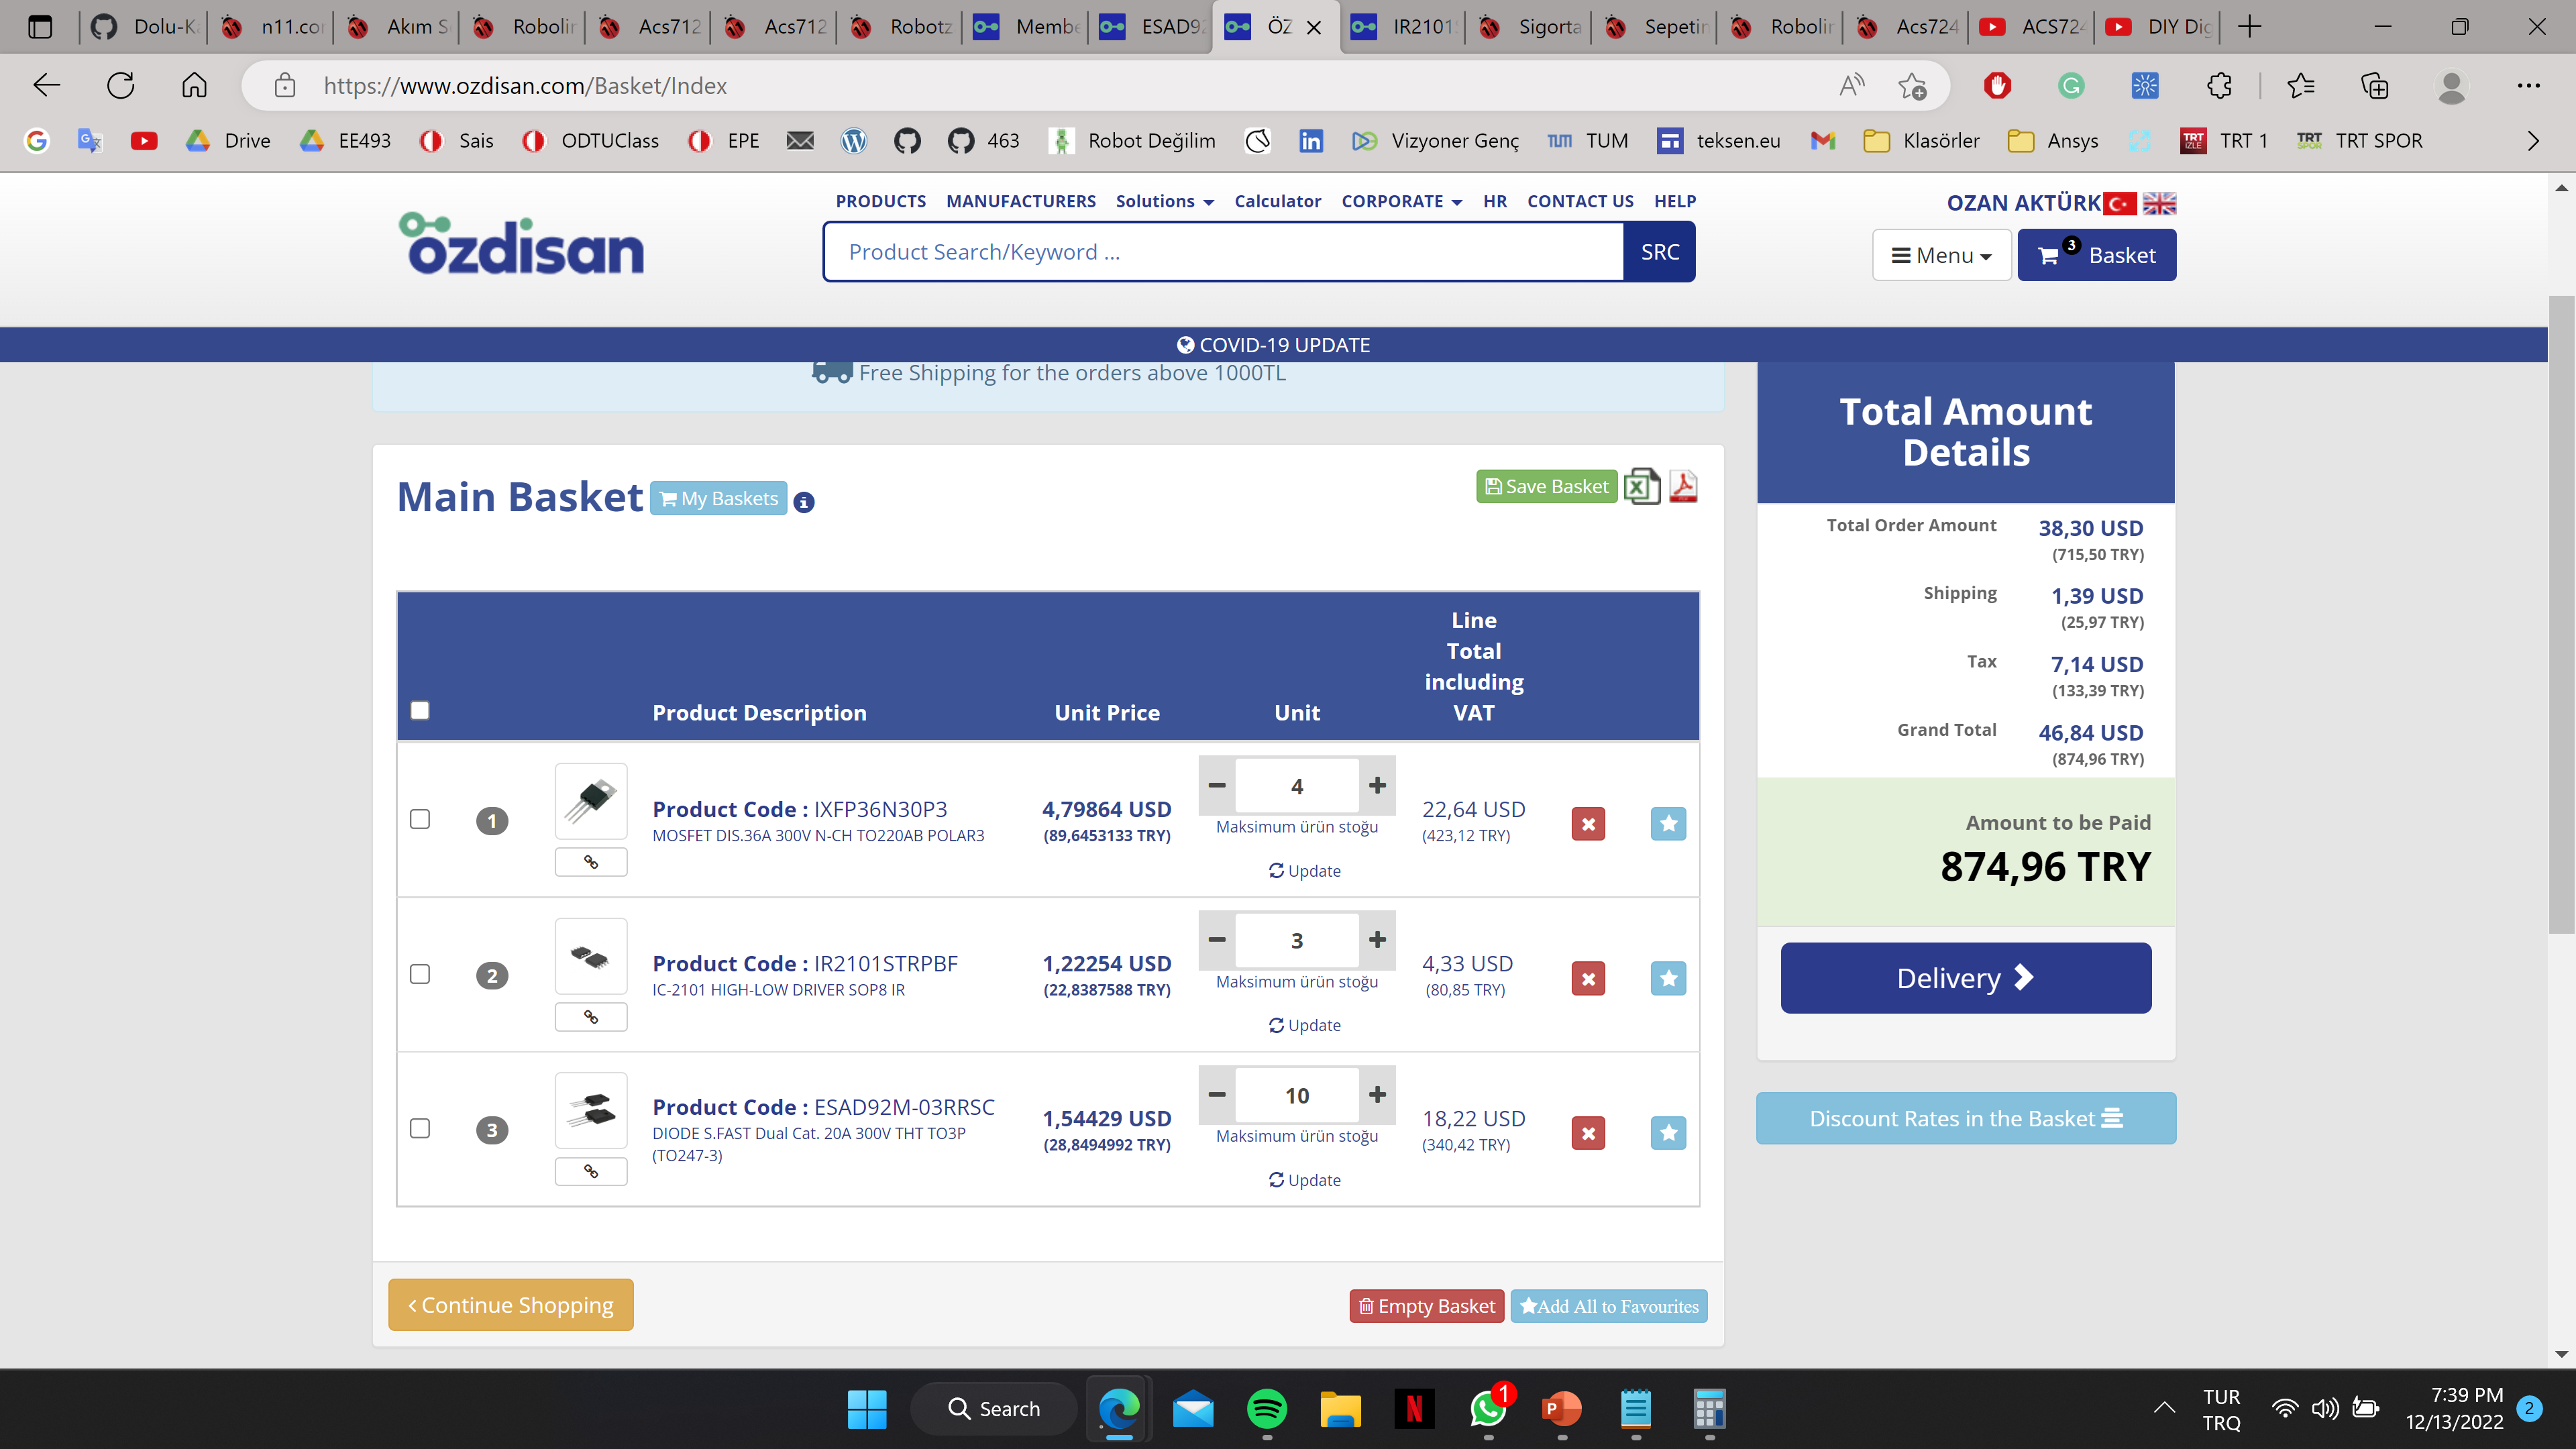 Dolu-Ka
n11.co
Akım S
Robolin
Acs712
Acs712
Robotz
Membe
ESAD92
ÖZ
IR2101
Sigorta
Sepetin
Robolin
Acs724
ACS724
DIY Dig
https://www.ozdisan.com/Basket/Index
Drive
EE493
Sais
ODTUClass
EPE
463
Robot Değilim
Vizyoner Genç
TUM
teksen.eu
Klasörler
Ansys
TRT 1
TRT SPOR
PRODUCTS MANUFACTURERS Solutions Calculator CORPORATE HR CONTACT US HELP
OZAN AKTÜRK
özdisan
Product Search/Keyword ...
SRC
Menu
3
Basket
COVID-19 UPDATE
Free Shipping for the orders above 1000TL
Main Basket
My Baskets
Save Basket
Product Description
Unit Price
Unit
Line
Total
including
VAT
1
Product Code : IXFP36N30P3
MOSFET DIS.36A 300V N-CH TO220AB POLAR3
4,79864 USD
(89,6453133 TRY)
4
Maksimum ürün stoğu
Update
22,64 USD
(423,12 TRY)
2
Product Code : IR2101STRPBF
IC-2101 HIGH-LOW DRIVER SOP8 IR
1,22254 USD
(22,8387588 TRY)
3
Maksimum ürün stoğu
Update
4,33 USD
(80,85 TRY)
3
Product Code : ESAD92M-03RRSC
DIODE S.FAST Dual Cat. 20A 300V THT TO3P
(TO247-3)
1,54429 USD
(28,8494992 TRY)
10
Maksimum ürün stoğu
Update
18,22 USD
(340,42 TRY)
Continue Shopping
Empty Basket
Add All to Favourites
Total Amount
Details
Total Order Amount
38,30 USD
(715,50 TRY)
Shipping
1,39 USD
(25,97 TRY)
Tax
7,14 USD
(133,39 TRY)
Grand Total
46,84 USD
(874,96 TRY)
Amount to be Paid
874,96 TRY
Delivery
Discount Rates in the Basket
Search
1
TUR
TRQ
7:39 PM
12/13/2022
2